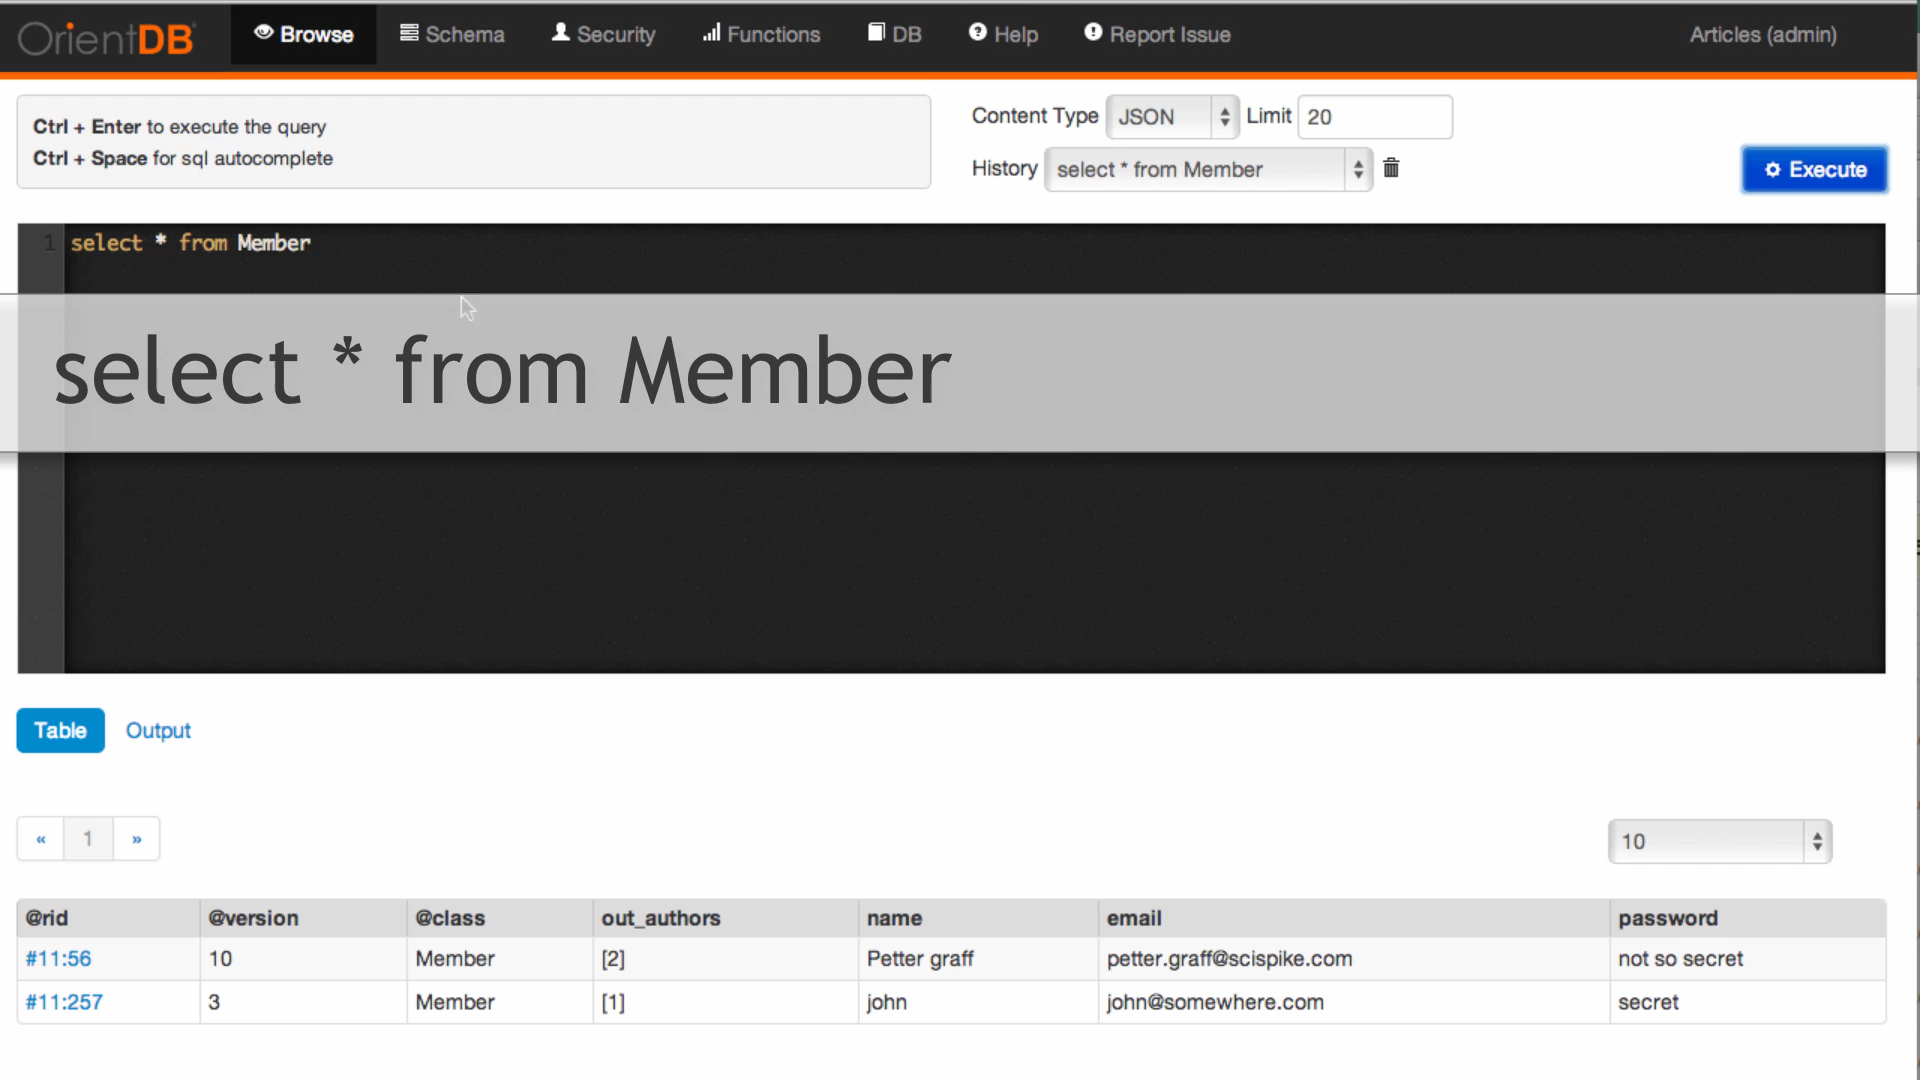 OrientDB Browse Schema Security Functions DB Help Report Issue Articles (admin)
Ctrl + Enter to execute the query
Ctrl + Space for sql autocomplete
Content Type JSON Limit 20
History select * from Member
Execute
1 select * from Member
select * from Member
Table Output
« 1 »
10
@rid @version @class out_authors name email password
#11:56 10 Member [2] Petter graff petter.graff@scispike.com not so secret
#11:257 3 Member [1] john john@somewhere.com secret